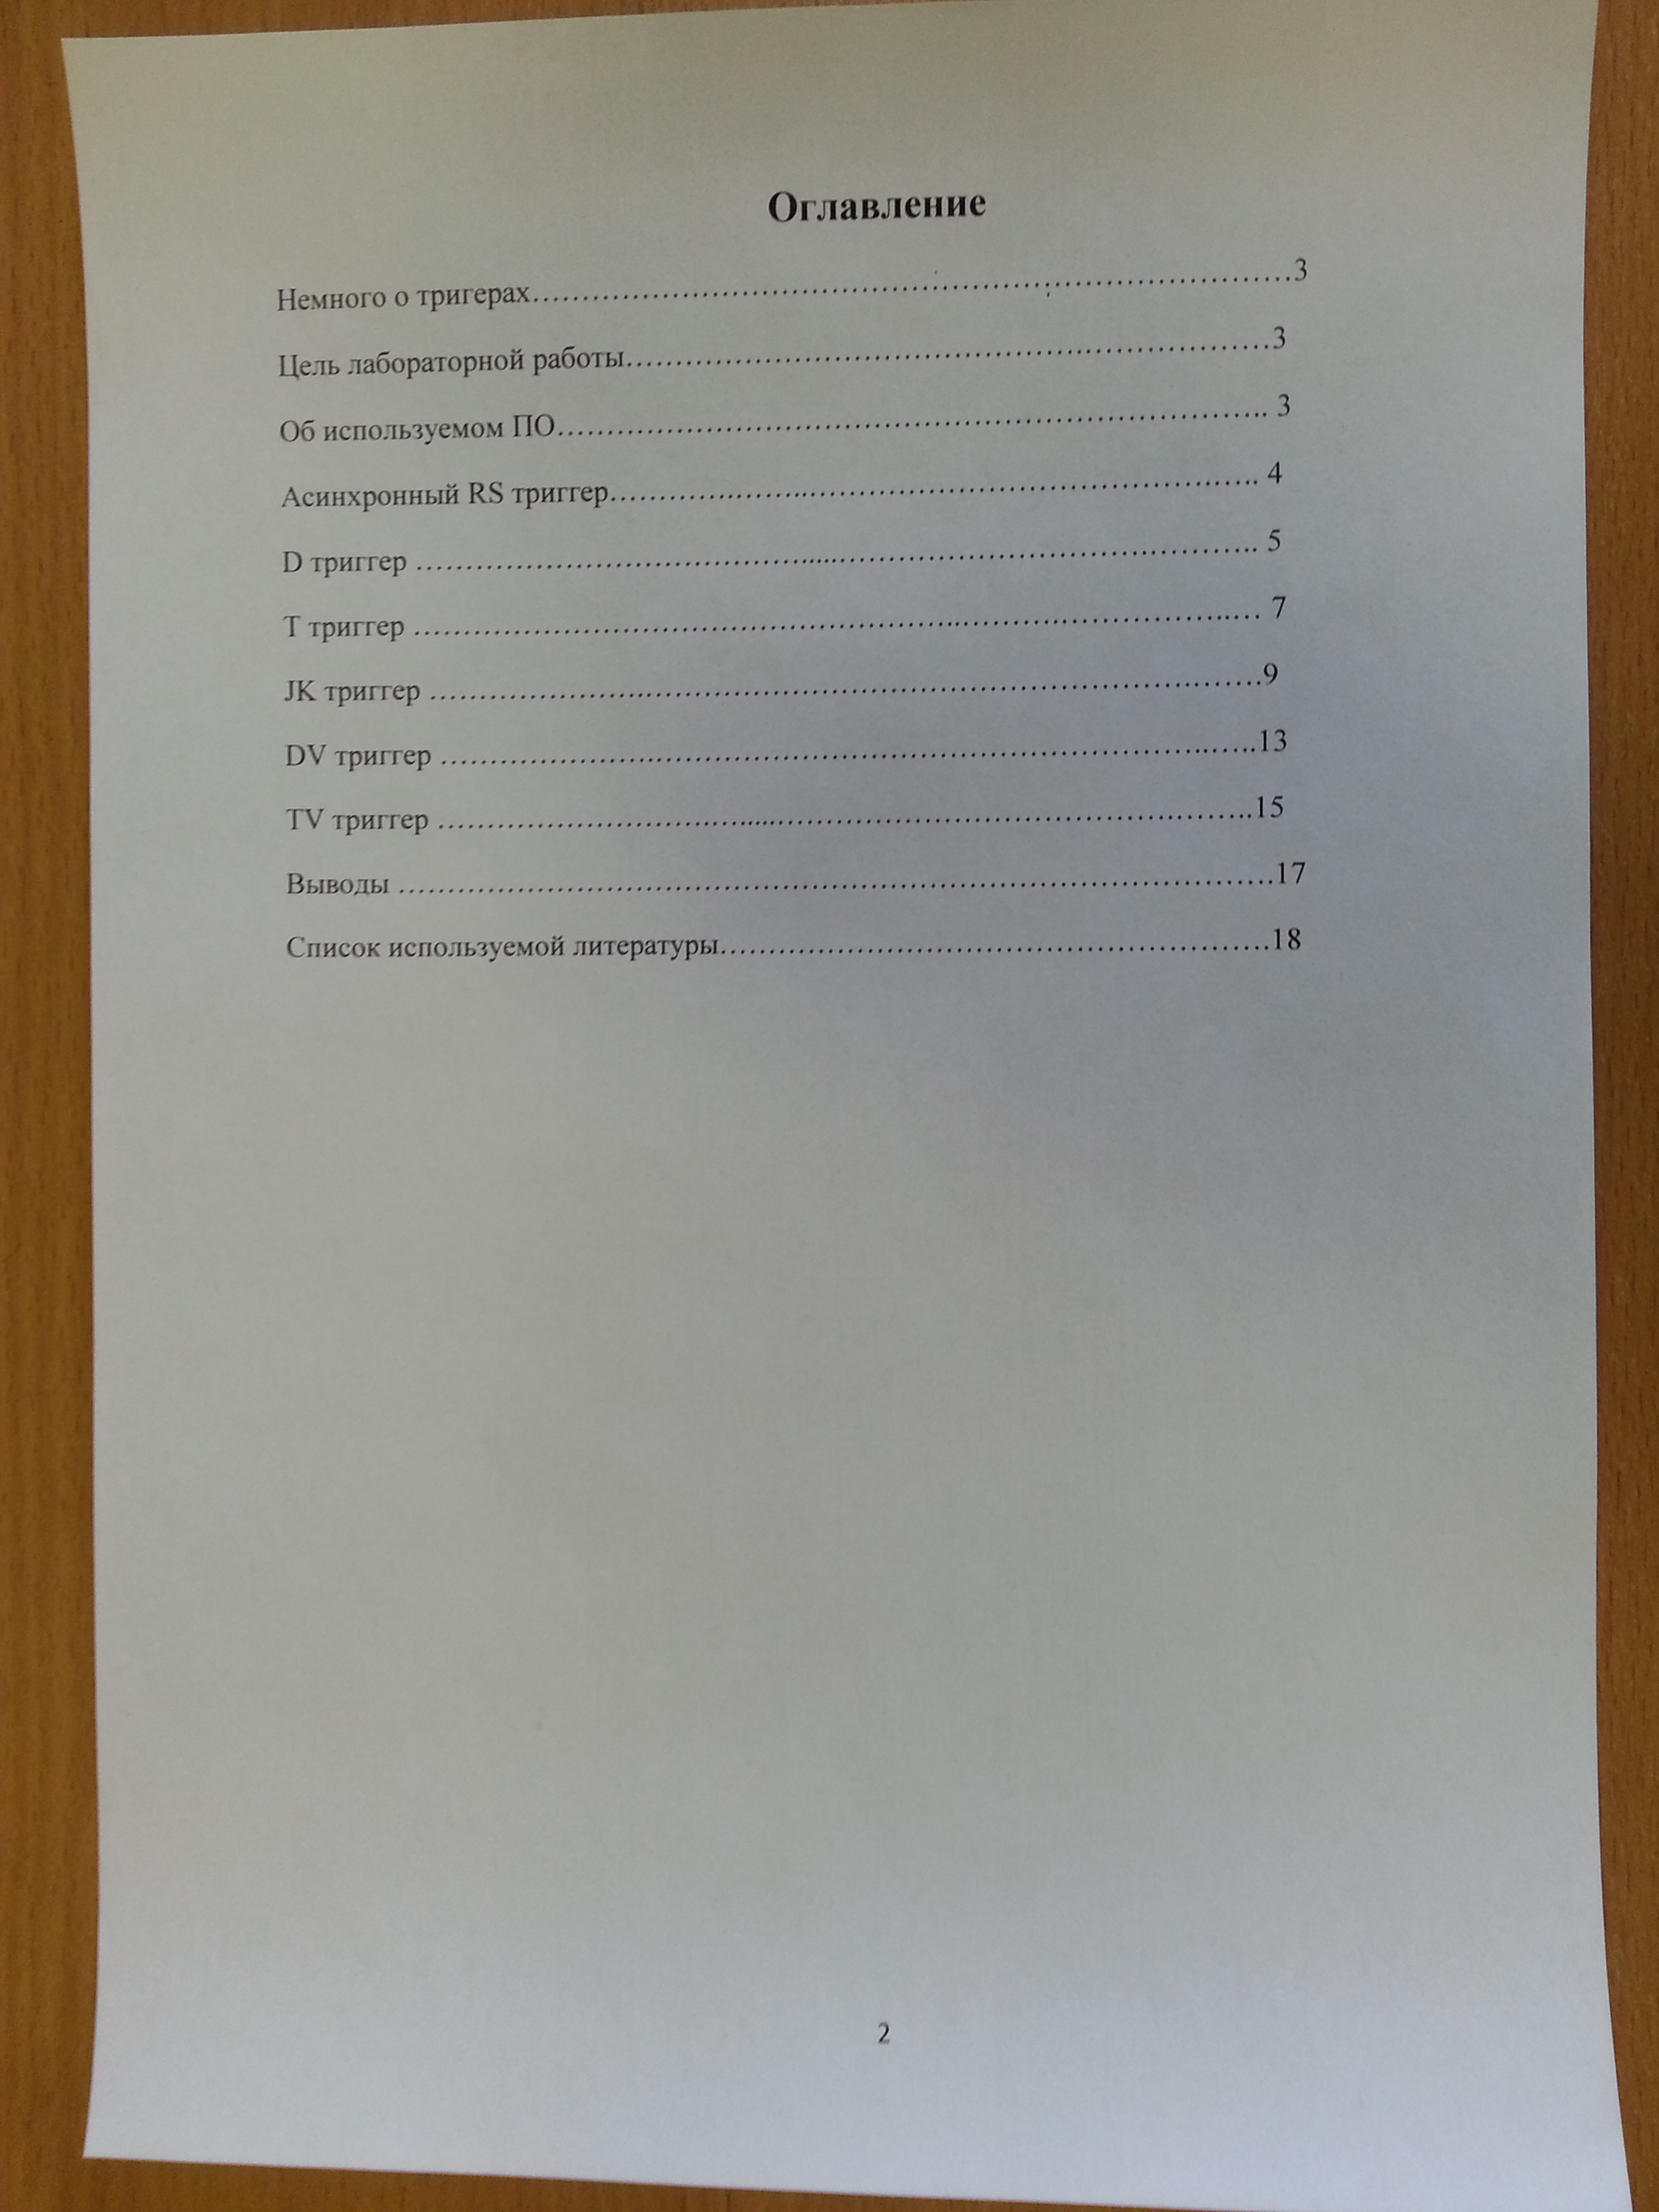 Оглавление
Немного о тригерах……………………………………………………………………3
Цель лабораторной работы…………………………………………………………3
Об используемом ПО……………………………………………………………….. 3
Асинхронный RS триггер…………………………………………………………….. 4
D триггер ……………………………………………………………………….. 5
T триггер ………………………………………………………………………..… 7
JK триггер ……………………………………………………………………….9
DV триггер ………………………………………………………………………..13
TV триггер ………………………………………………………………………..15
Выводы ……………………………………………………………………………….17
Список используемой литературы……………………………………………….18
2